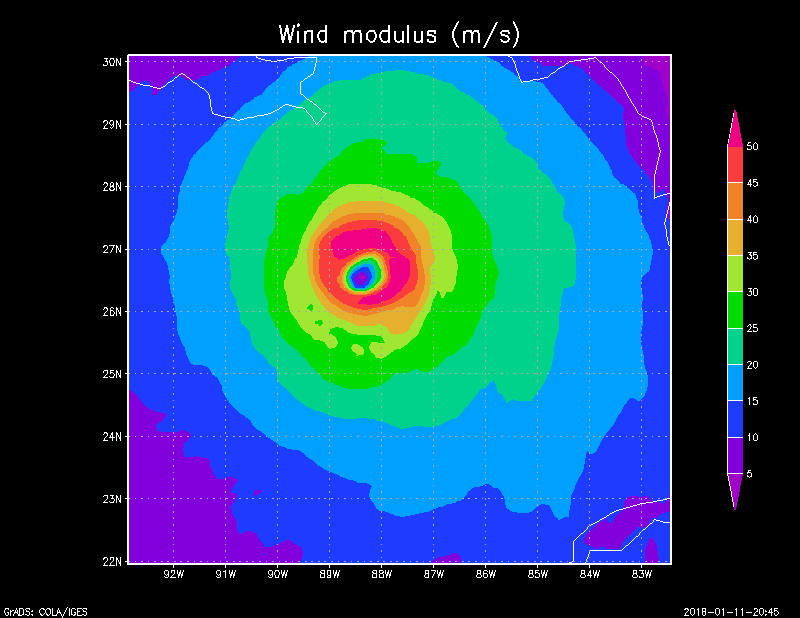 Wind modulus (m/s)
30N
29N
28N
27N
26N
25N
24N
23N
22N
92W 91W 90W 89W 88W 87W 86W 85W 84W 83W
50
45
40
35
30
25
20
15
10
5
GrADS: COLA/IGES
2018-01-11-20:45